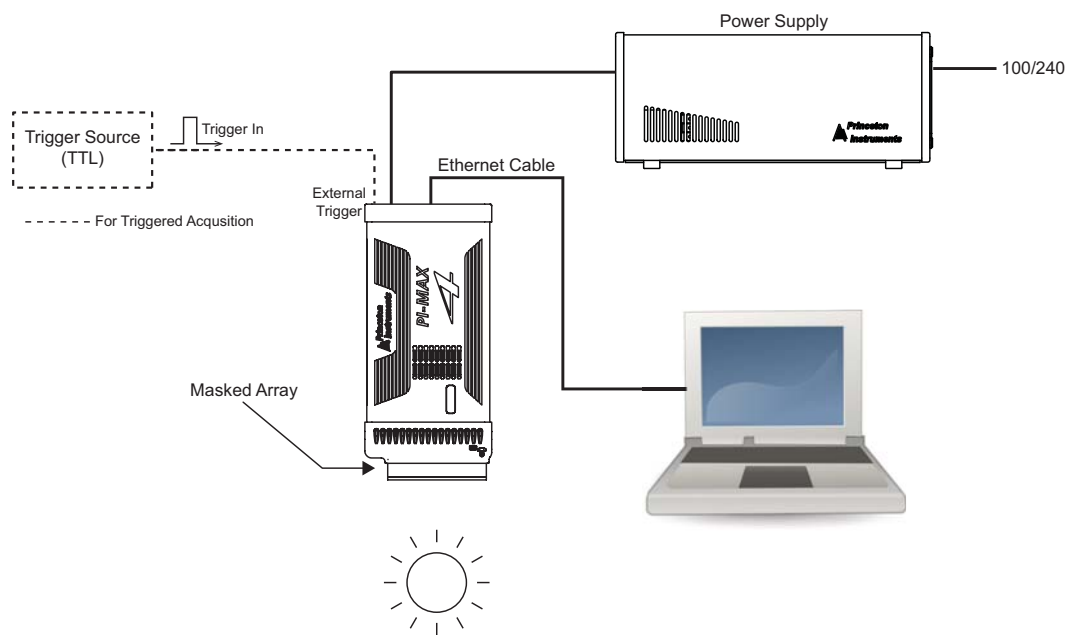 Power Supply
100/240
Princeton
Instruments
Trigger Source
(TTL)
Trigger In
Ethernet Cable
External
Trigger
- - - - - - For Triggered Acqusition
PI-MAX
4
Princeton
Instruments
Masked Array